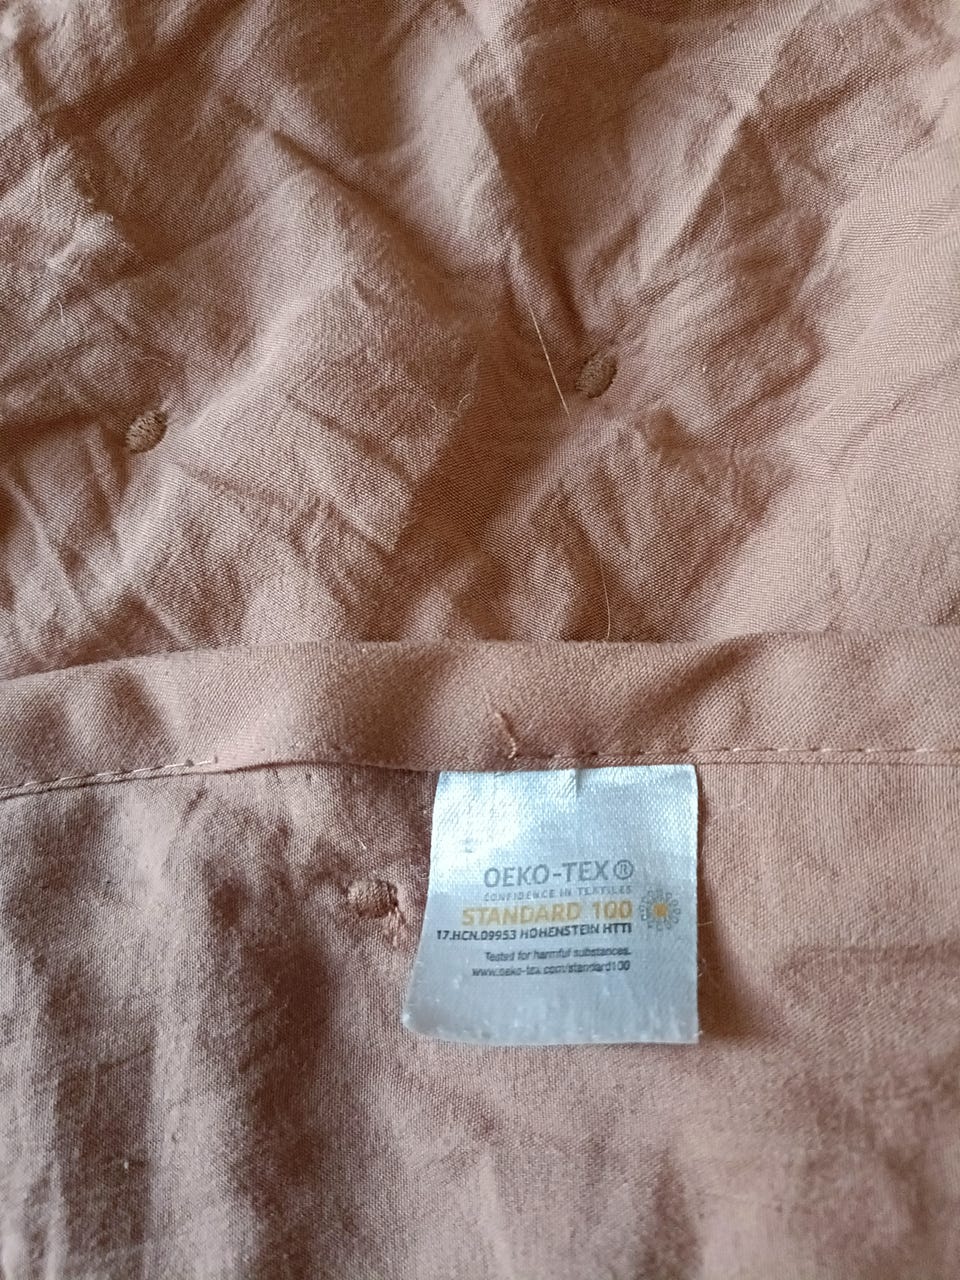 OEKO-TEX®
CONFIDENCE IN TEXTILES
STANDARD 100
17.HCN.09953 HOHENSTEIN HTTI
Tested for harmful substances.
www.oeko-tex.com/standard100